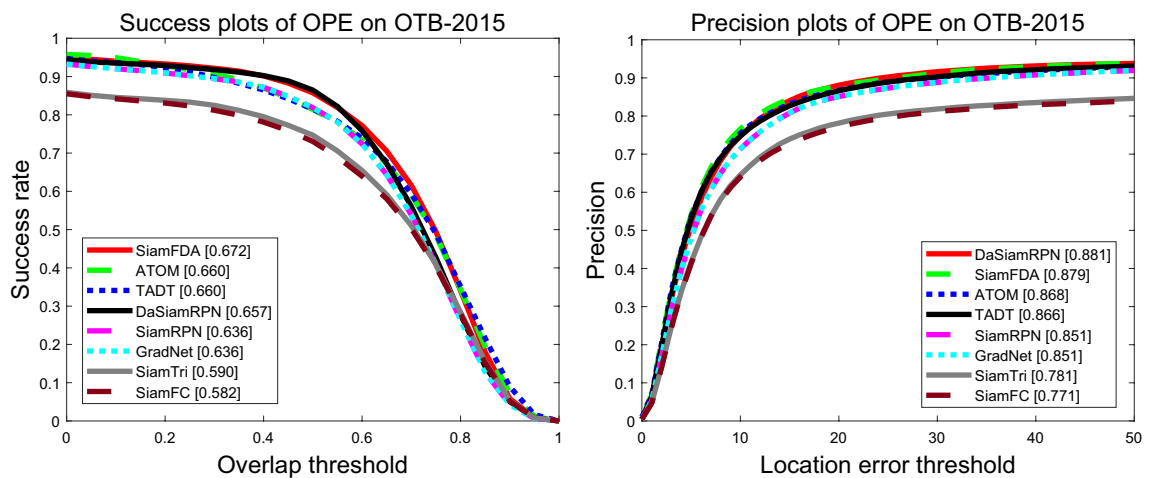 Success plots of OPE on OTB-2015
1
0.9
0.8
0.7
0.6
0.5
0.4
0.3
0.2
0.1
0
Success rate
SiamFDA [0.672]
ATOM [0.660]
TADT [0.660]
DaSiamRPN [0.657]
SiamRPN [0.636]
GradNet [0.636]
SiamTri [0.590]
SiamFC [0.582]
0 0.2 0.4 0.6 0.8 1
Overlap threshold
Precision plots of OPE on OTB-2015
1
0.9
0.8
0.7
0.6
0.5
0.4
0.3
0.2
0.1
0
Precision
DaSiamRPN [0.881]
SiamFDA [0.879]
ATOM [0.868]
TADT [0.866]
SiamRPN [0.851]
GradNet [0.851]
SiamTri [0.781]
SiamFC [0.771]
0 10 20 30 40 50
Location error threshold